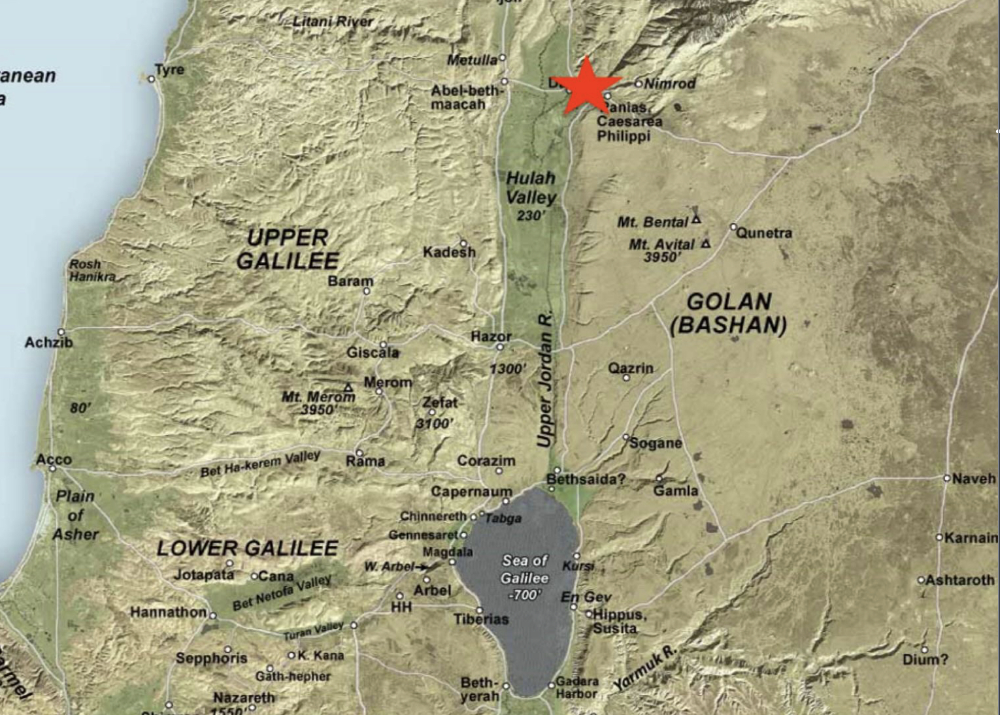 Litani River
Tyre
Metulla
Abel-beth-
maacah
Nimrod
Panias,
Caesarea
Philippi
Hulah
Valley
230'
UPPER
GALILEE
Kadesh
Mt. Bental
Mt. Avital
3950'
Qunetra
Rosh
Hanikra
Baram
GOLAN
(BASHAN)
Achzib
Giscala
Hazor
1300'
Upper Jordan R.
Qazrin
Merom
Mt. Merom
3950'
Zefat
3100'
80'
Sogane
Acco
Bet Ha-kerem Valley
Rama
Corazim
Bethsaida?
Gamla
Naveh
Plain
of
Asher
Capernaum
Chinnereth
Tabga
Gennesaret
Magdala
Karnain
LOWER GALILEE
Sea of
Galilee
-700'
W. Arbel
Kursi
Jotapata
Cana
Bet Netofa Valley
Arbel
Ashtaroth
HH
En Gev
Hannathon
Tiberias
Hippus,
Susita
Turan Valley
Sepphoris
K. Kana
Gath-hepher
Yarmuk R.
Dium?
Nazareth
1550'
Beth-
yerah
Gadara
Harbor